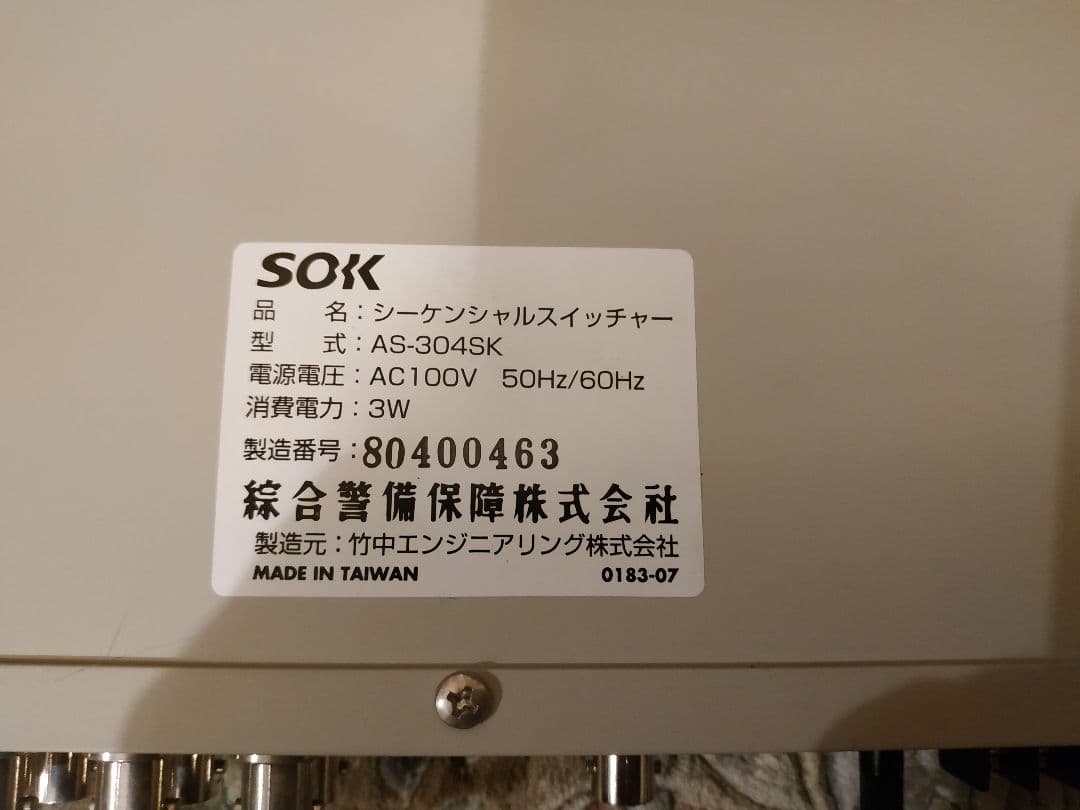 SOK
品 名：シーケンシャルスイッチャー
型 式：AS-304SK
電源電圧：AC100V 50Hz/60Hz
消費電力：3W
製造番号：80400463
綜合警備保障株式会社
製造元：竹中エンジニアリング株式会社
MADE IN TAIWAN 0183-07